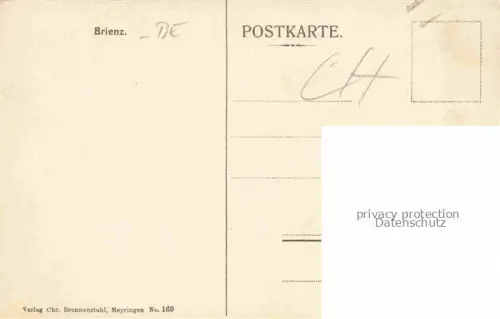 Brienz. - DE
POSTKARTE.
CH
privacy protection
Datenschutz
Verlag Chr. Brennenstuhl, Meyringen No. 169